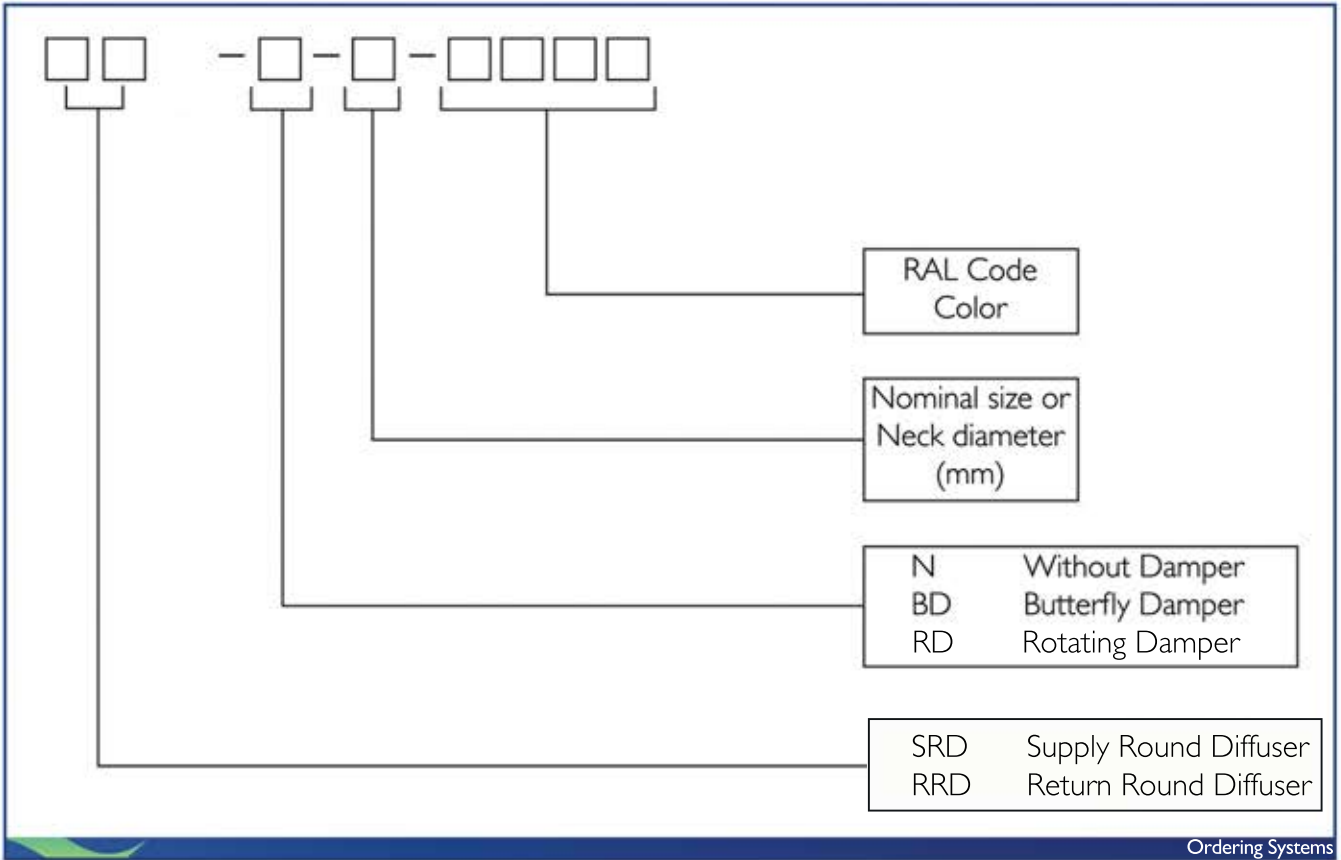 RAL Code
Color
Nominal size or
Neck diameter
(mm)
N Without Damper
BD Butterfly Damper
RD Rotating Damper
SRD Supply Round Diffuser
RRD Return Round Diffuser
Ordering Systems